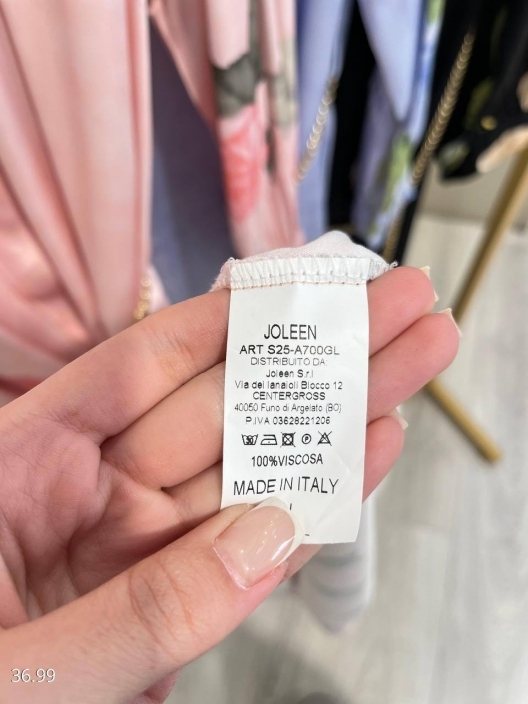 JOLEEN
ART S25-A700GL
DISTRIBUITO DA
Joleen S.r.l
Via dei lanaioli Blocco 12
CENTERGROSS
40050 Funo di Argelato (BO)
P.IVA 03628221206
100%VISCOSA
MADE IN ITALY
36.99